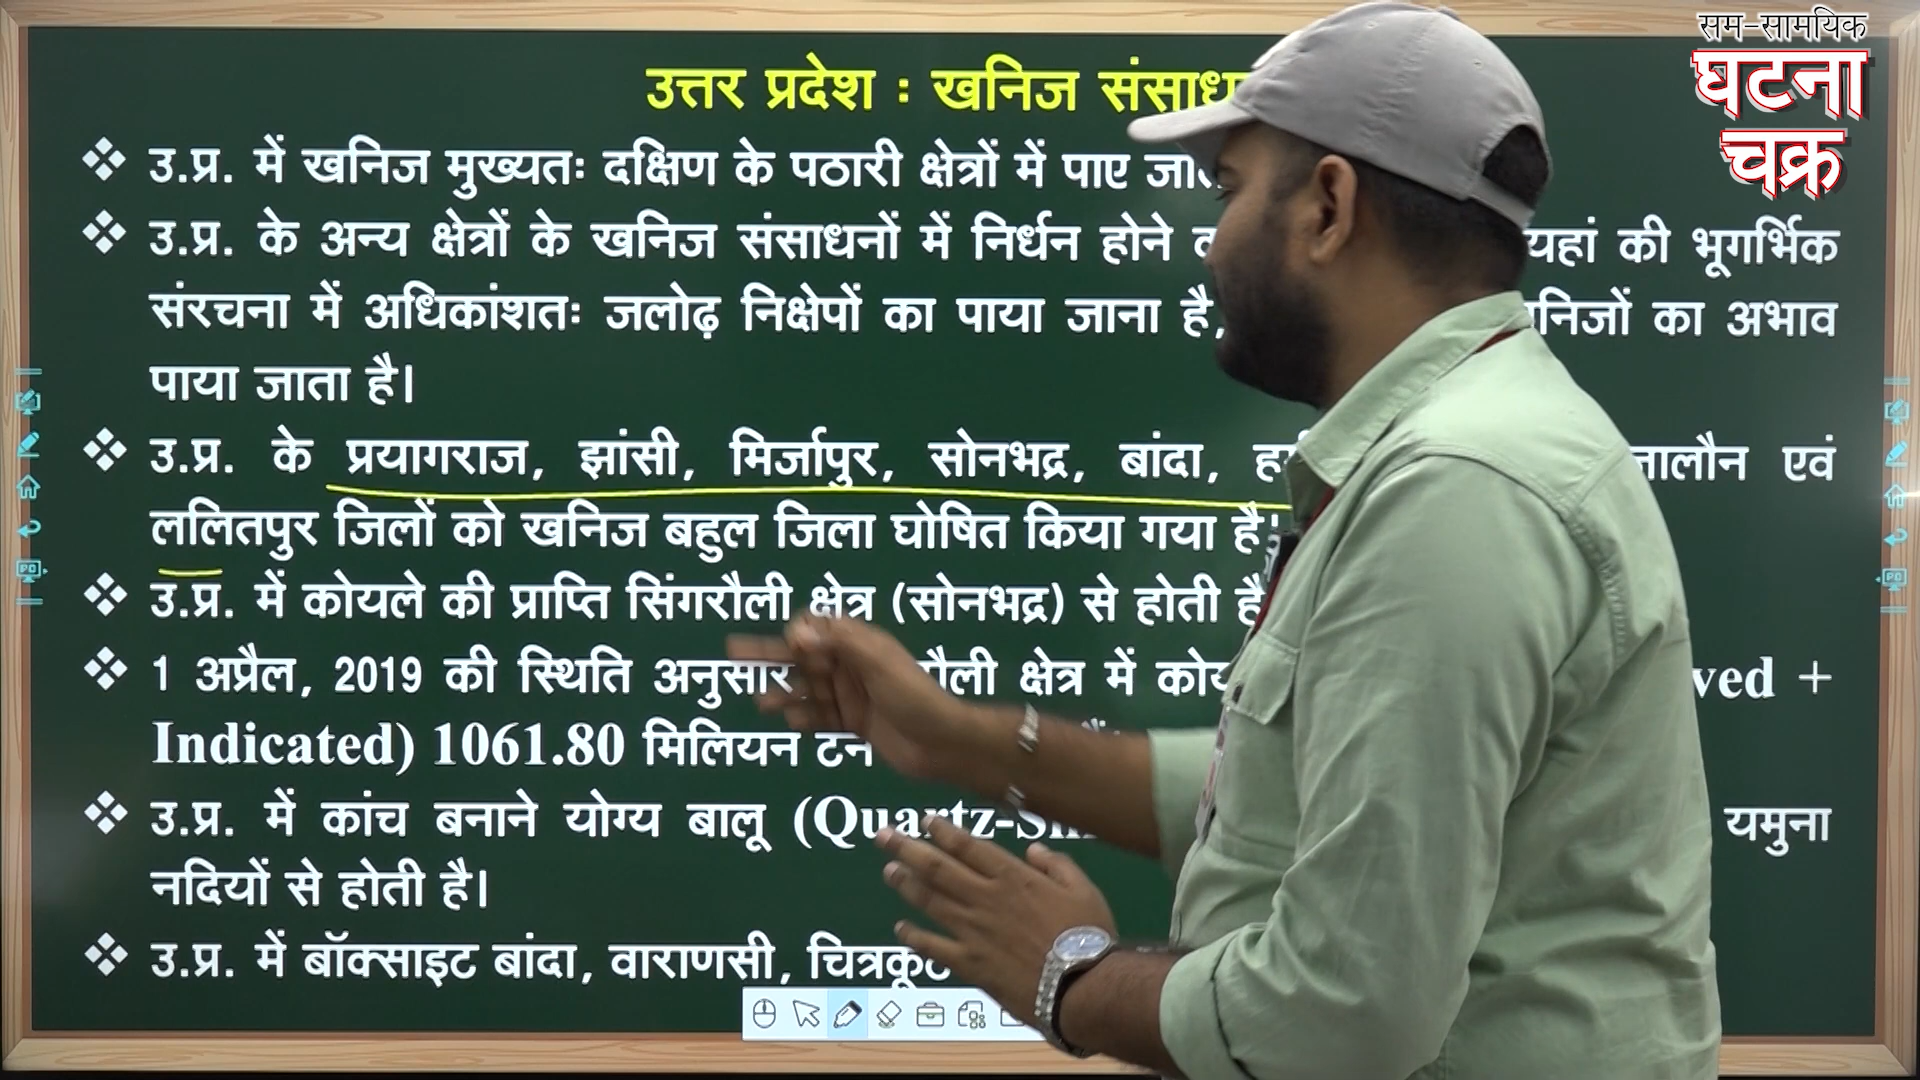 सम-सामयिक
घटना
चक्र
उत्तर प्रदेश : खनिज
उ.प्र. में खनिज मुख्यतः दक्षिण के पठारी क्षेत्रों में पाए
उ.प्र. के अन्य क्षेत्रों के खनिज संसाधनों में निर्धन होने यहां की भूगर्भिक
संरचना में अधिकांशतः जलोढ़ निक्षेपों का पाया जाना है, का अभाव
पाया जाता है।
उ.प्र. के प्रयागराज, झांसी, मिर्जापुर, सोनभद्र, बांदा, एवं
ललितपुर जिलों को खनिज बहुल जिला घोषित किया गया है।
उ.प्र. में कोयले की प्राप्ति सिंगरौली क्षेत्र (सोनभद्र) से होती
1 अप्रैल, 2019 की स्थिति अनुसार क्षेत्र में +
Indicated) 1061.80 मिलियन टन
उ.प्र. में कांच बनाने योग्य बालू यमुना
नदियों से होती है।
उ.प्र. में बॉक्साइट बांदा, वाराणसी, चित्रकूट